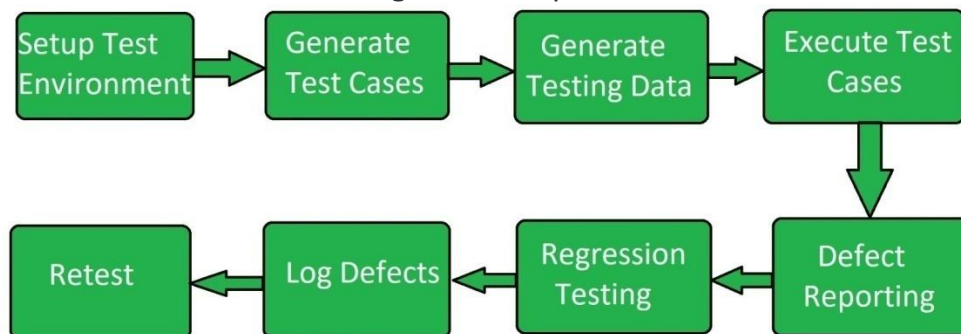 Setup Test
Environment
Generate
Test Cases
Generate
Testing Data
Execute Test
Cases
Defect
Reporting
Regression
Testing
Log Defects
Retest